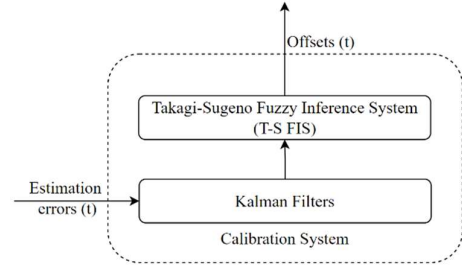 Offsets (t)
Takagi-Sugeno Fuzzy Inference System
(T-S FIS)
Estimation
errors (t)
Kalman Filters
Calibration System